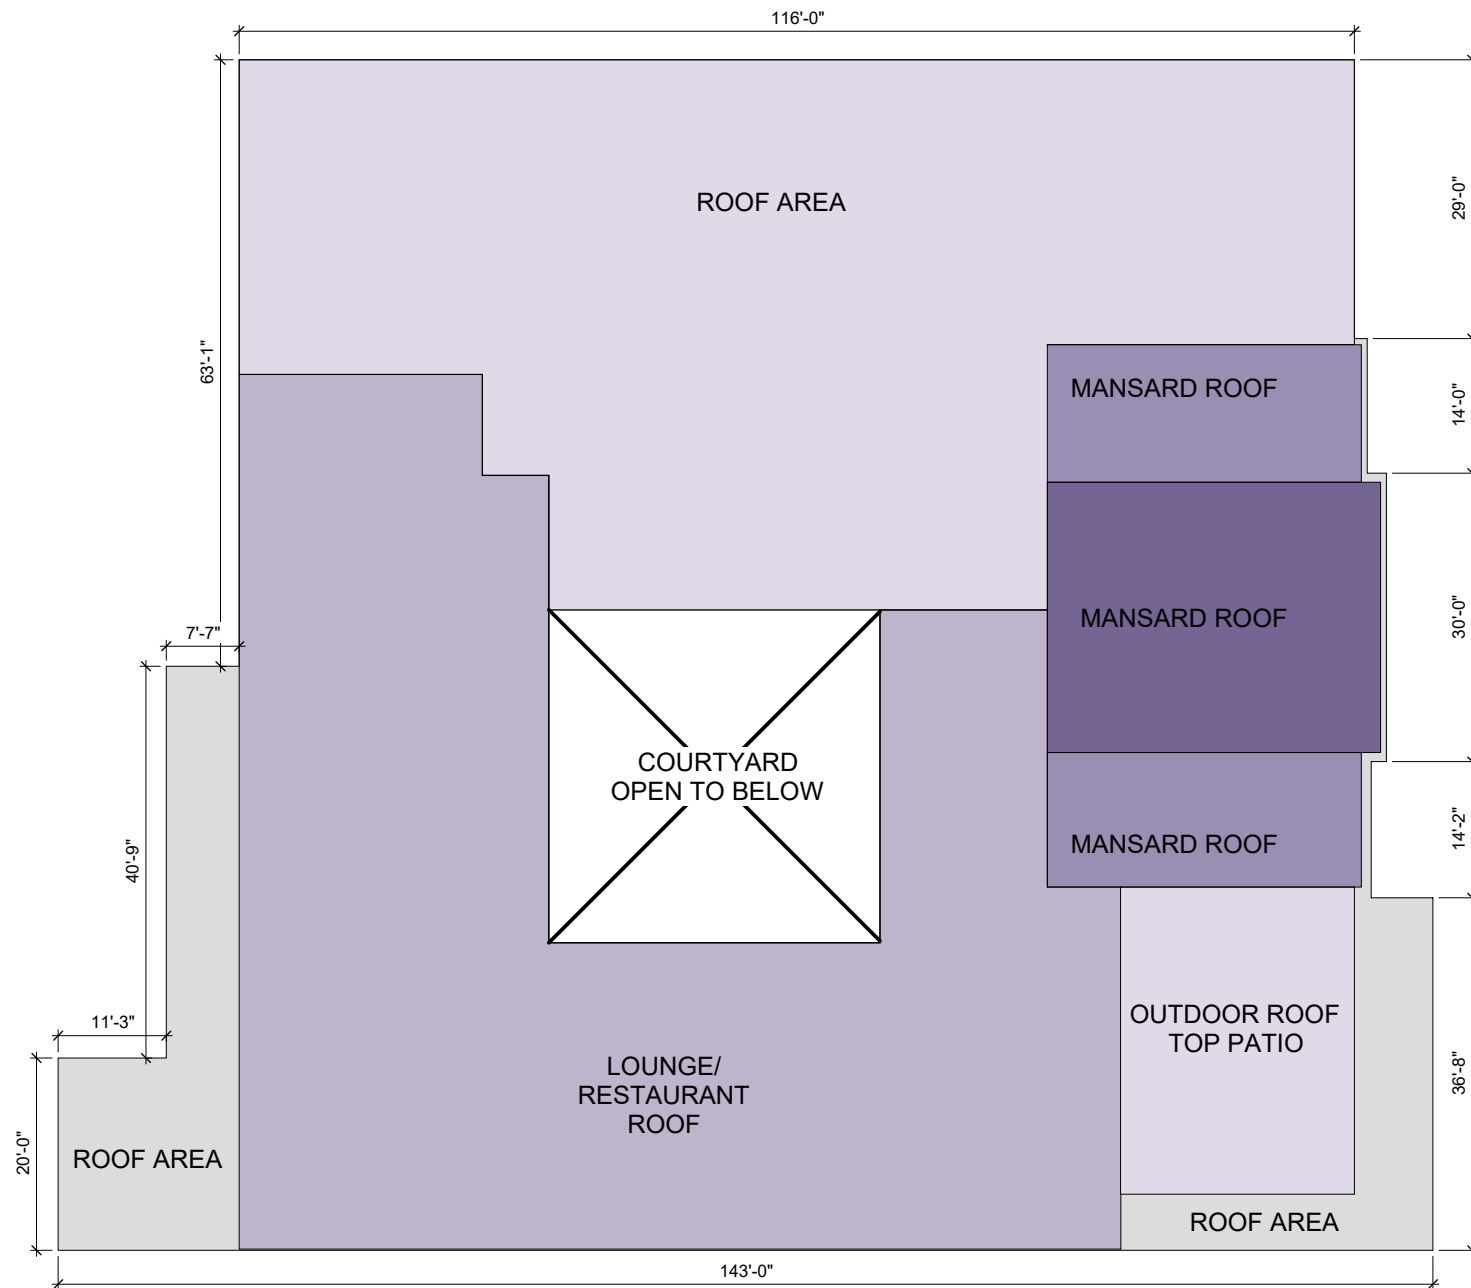 116'-0"
ROOF AREA
29'-0"
63'-1"
MANSARD ROOF
14'-0"
MANSARD ROOF
30'-0"
7'-7"
COURTYARD
OPEN TO BELOW
MANSARD ROOF
14'-2"
40'-9"
11'-3"
OUTDOOR ROOF
TOP PATIO
LOUNGE/
RESTAURANT
ROOF
36'-8"
20'-0"
ROOF AREA
ROOF AREA
143'-0"